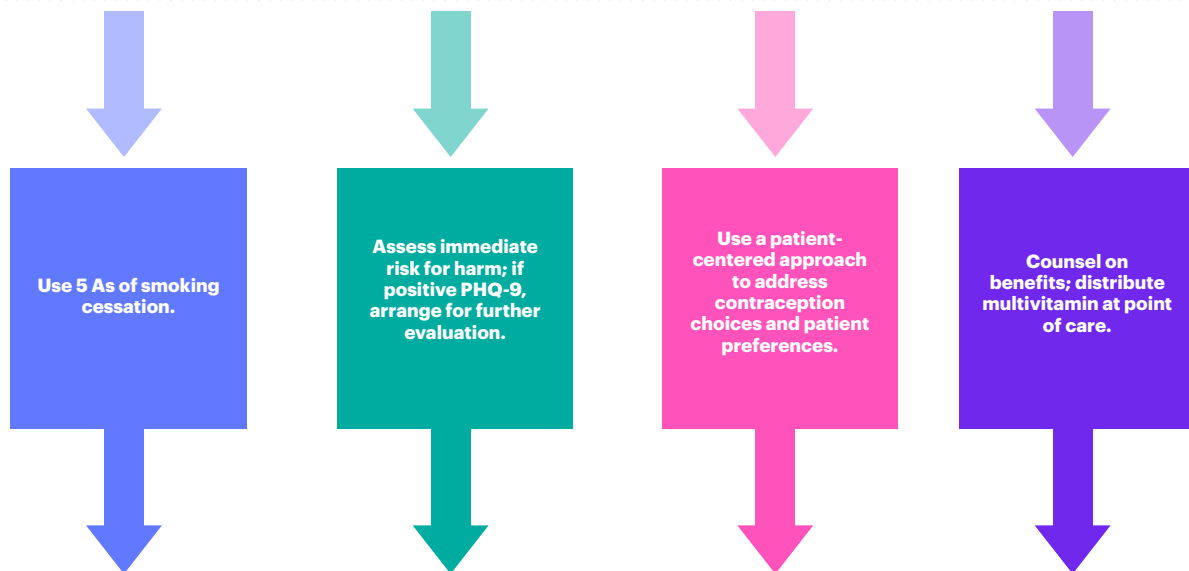 Use 5 As of smoking
cessation.
Assess immediate
risk for harm; if
positive PHQ-9,
arrange for further
evaluation.
Use a patient-
centered approach
to address
contraception
choices and patient
preferences.
Counsel on
benefits; distribute
multivitamin at point
of care.